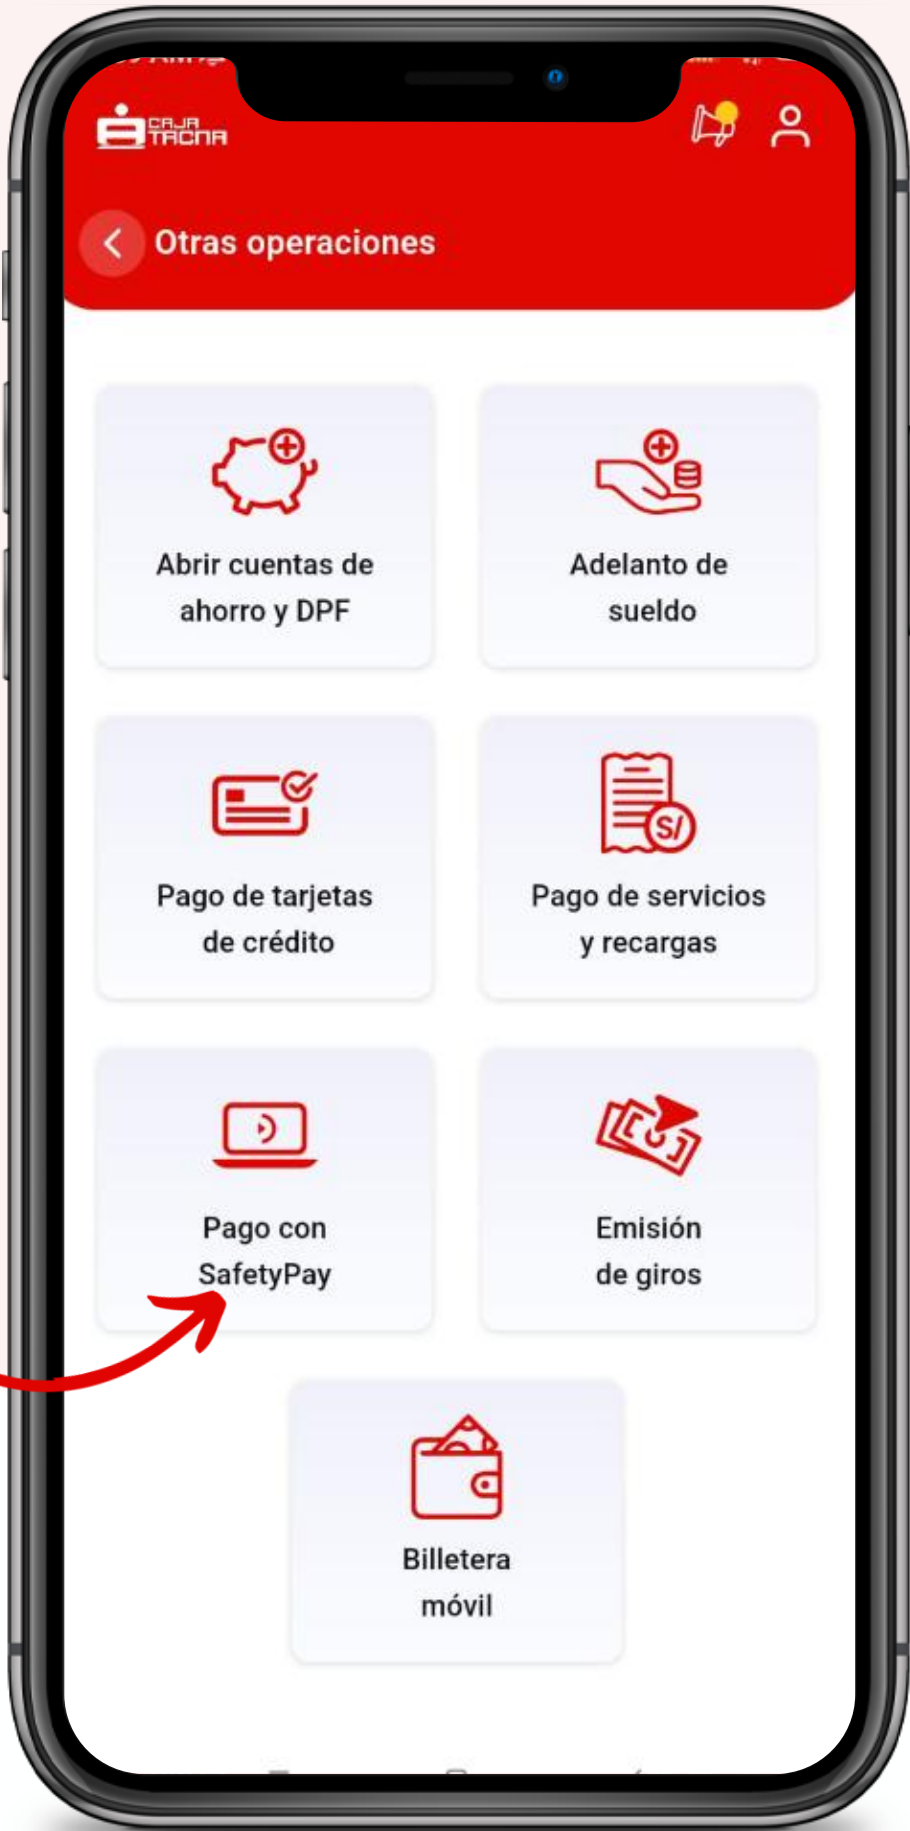 CAJA
TACNA
Otras operaciones
Abrir cuentas de
ahorro y DPF
Adelanto de
sueldo
Pago de tarjetas
de crédito
S/
Pago de servicios
y recargas
Pago con
SafetyPay
Emisión
de giros
Billetera
móvil